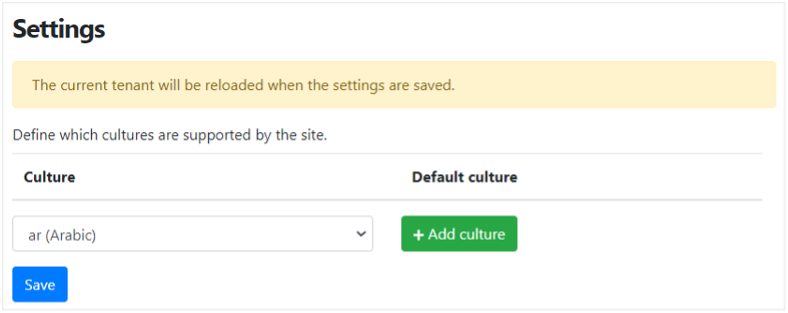 Settings
The current tenant will be reloaded when the settings are saved.
Define which cultures are supported by the site.
Culture Default culture
ar (Arabic) + Add culture
Save